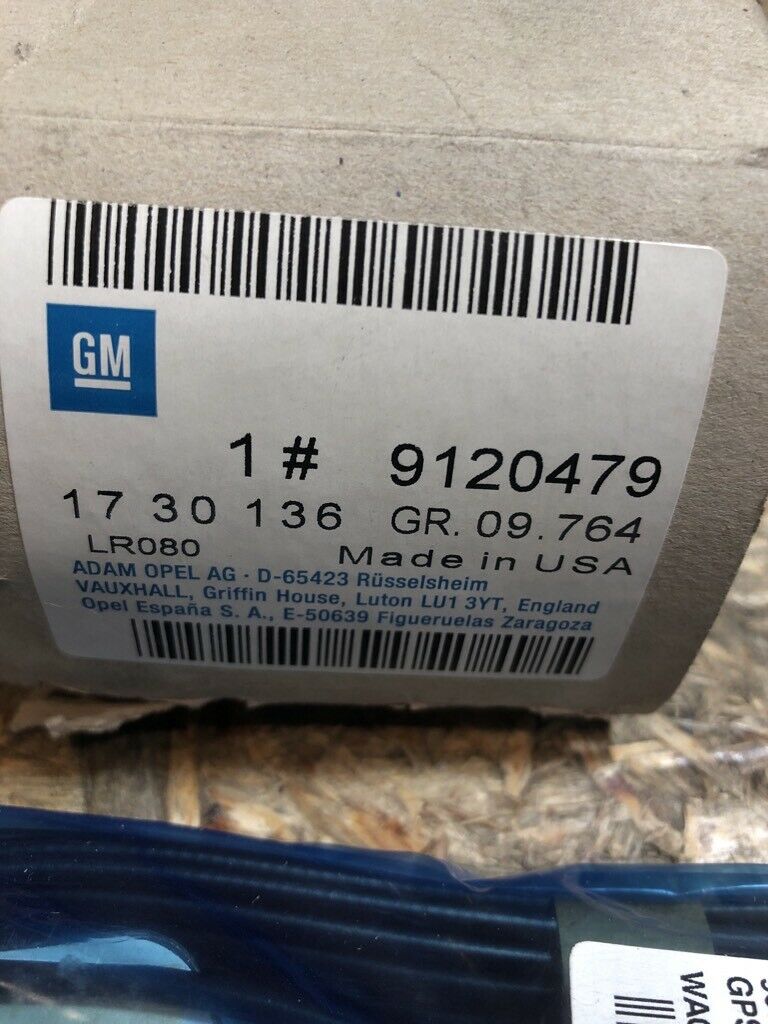 GM
1 # 9120479
17 30 136 GR. 09.764
LR080 Made in USA
ADAM OPEL AG · D-65423 Rüsselsheim
VAUXHALL, Griffin House, Luton LU1 3YT, England
Opel España S. A., E-50639 Figueruelas Zaragoza
GPS